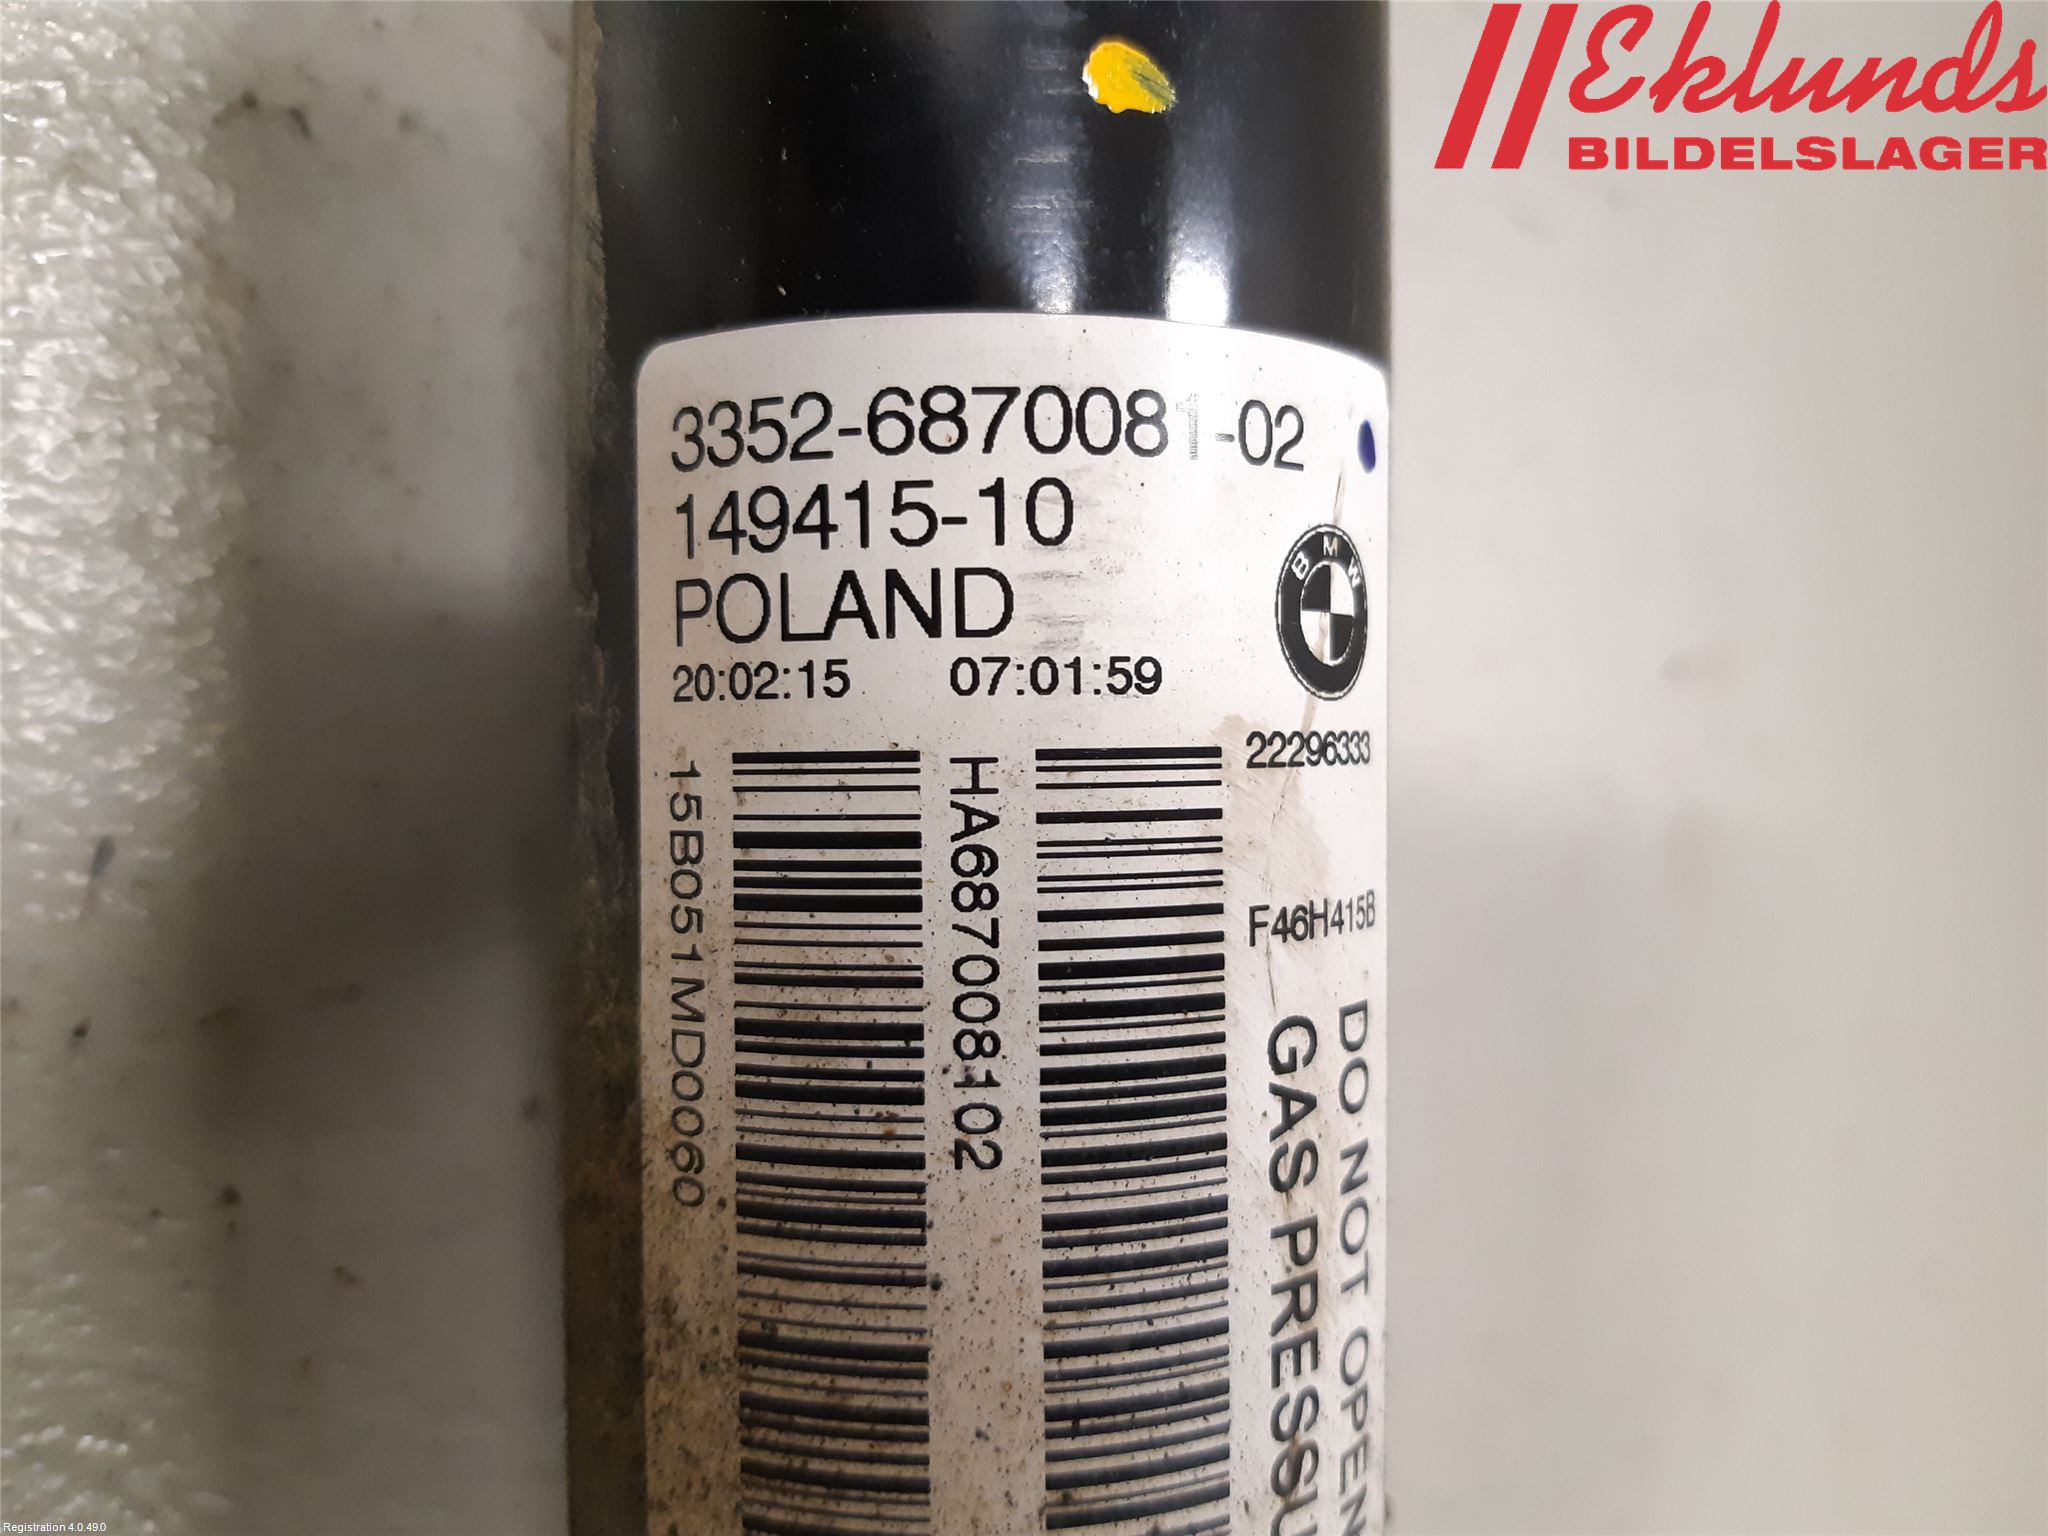 Eklunds
BILDELSLAGER
3352-6870081-02
149415-10
POLAND
20:02:15 07:01:59
BMW
22296333
F46H415B
15B051MD0060
HA687008102
DO NOT OPEN
GAS PRESSU
Registration 4.0.49.0